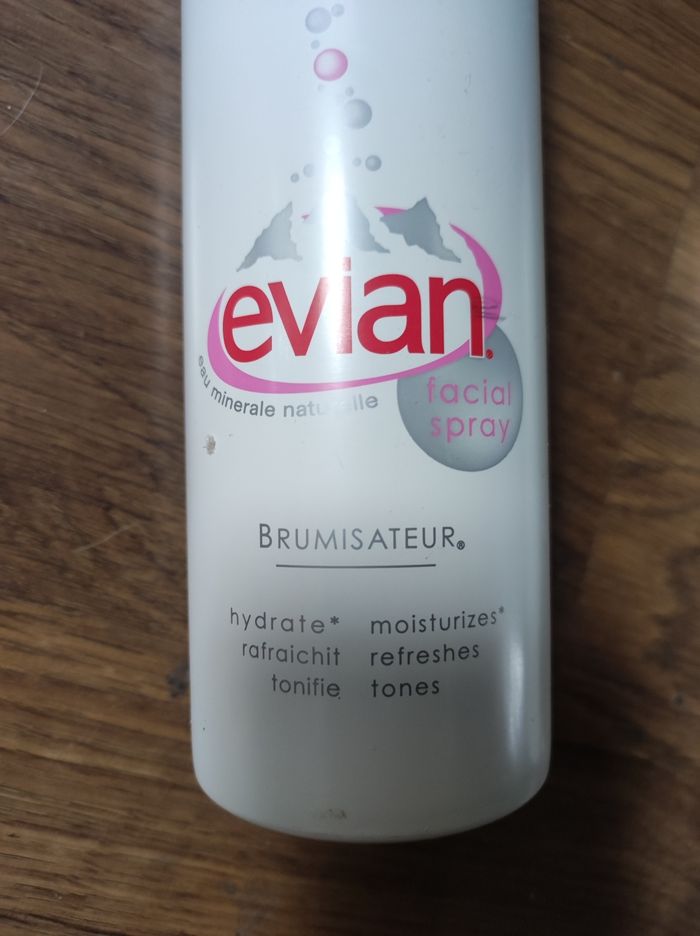 evian.
eau minerale naturelle
facial
spray
BRUMISATEUR®
hydrate* moisturizes*
rafraichit refreshes
tonifie tones